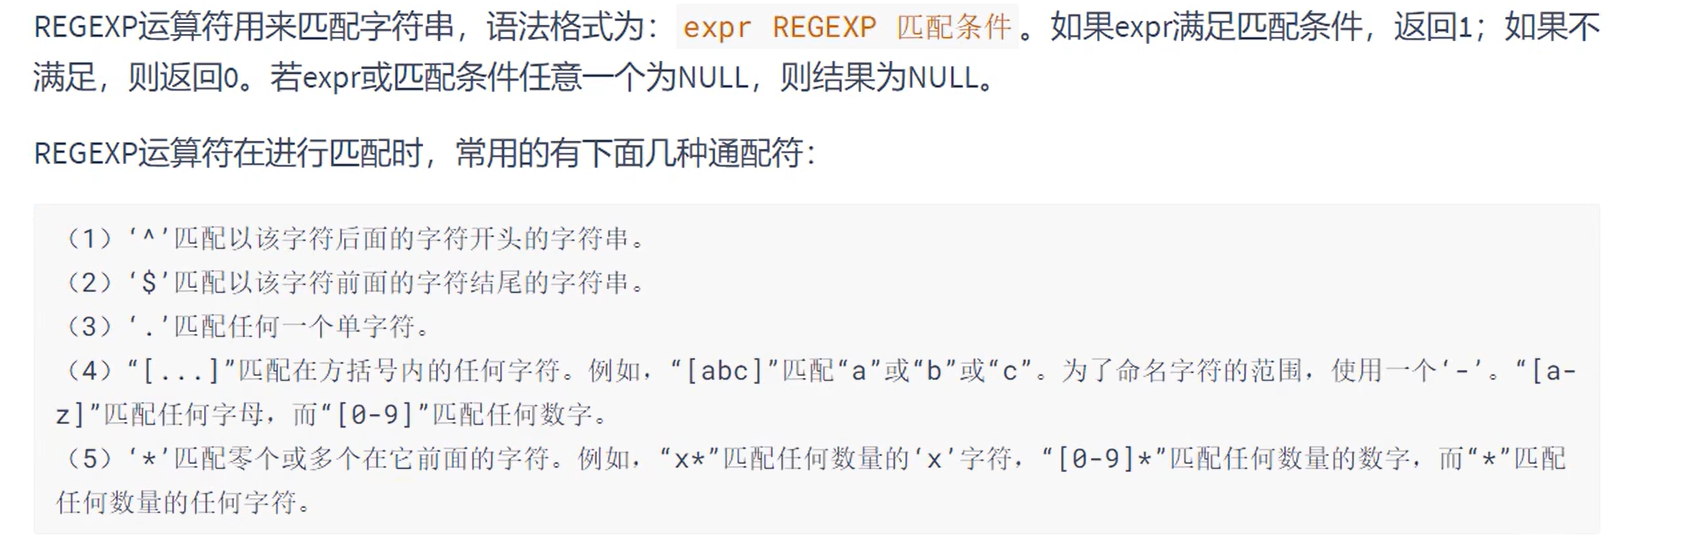 REGEXP运算符用来匹配字符串，语法格式为： expr REGEXP 匹配条件 。如果expr满足匹配条件，返回1；如果不
满足，则返回0。若expr或匹配条件任意一个为NULL，则结果为NULL。
REGEXP运算符在进行匹配时，常用的有下面几种通配符：
（1）‘^’匹配以该字符后面的字符开头的字符串。
（2）‘$’匹配以该字符前面的字符结尾的字符串。
（3）‘.’匹配任何一个单字符。
（4）“[...]”匹配在方括号内的任何字符。例如，“[abc]”匹配“a”或“b”或“c”。为了命名字符的范围，使用一个‘-’。“[a-
z]”匹配任何字母，而“[0-9]”匹配任何数字。
（5）‘*’匹配零个或多个在它前面的字符。例如，“x*”匹配任何数量的‘x’字符，“[0-9]*”匹配任何数量的数字，而“*”匹配
任何数量的任何字符。